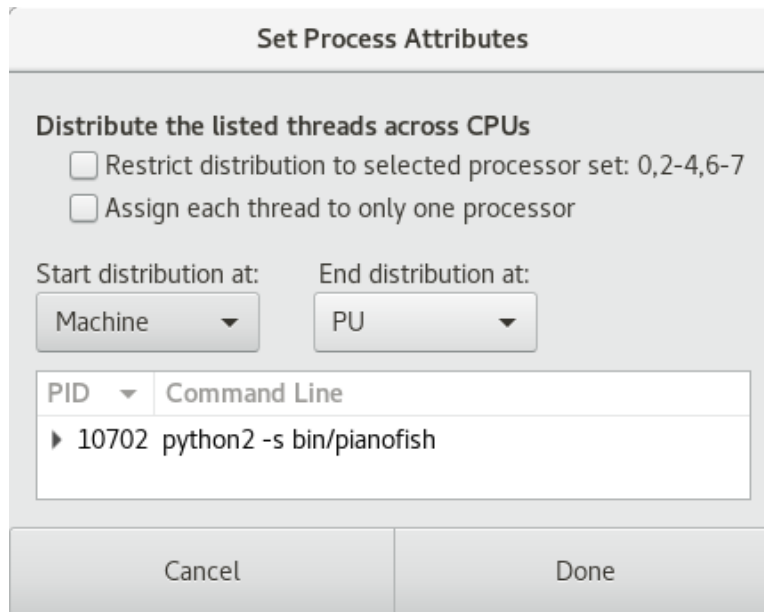 Set Process Attributes
Distribute the listed threads across CPUs
Restrict distribution to selected processor set: 0,2-4,6-7
Assign each thread to only one processor
Start distribution at: End distribution at:
Machine PU
PID Command Line
10702 python2 -s bin/pianofish
Cancel Done